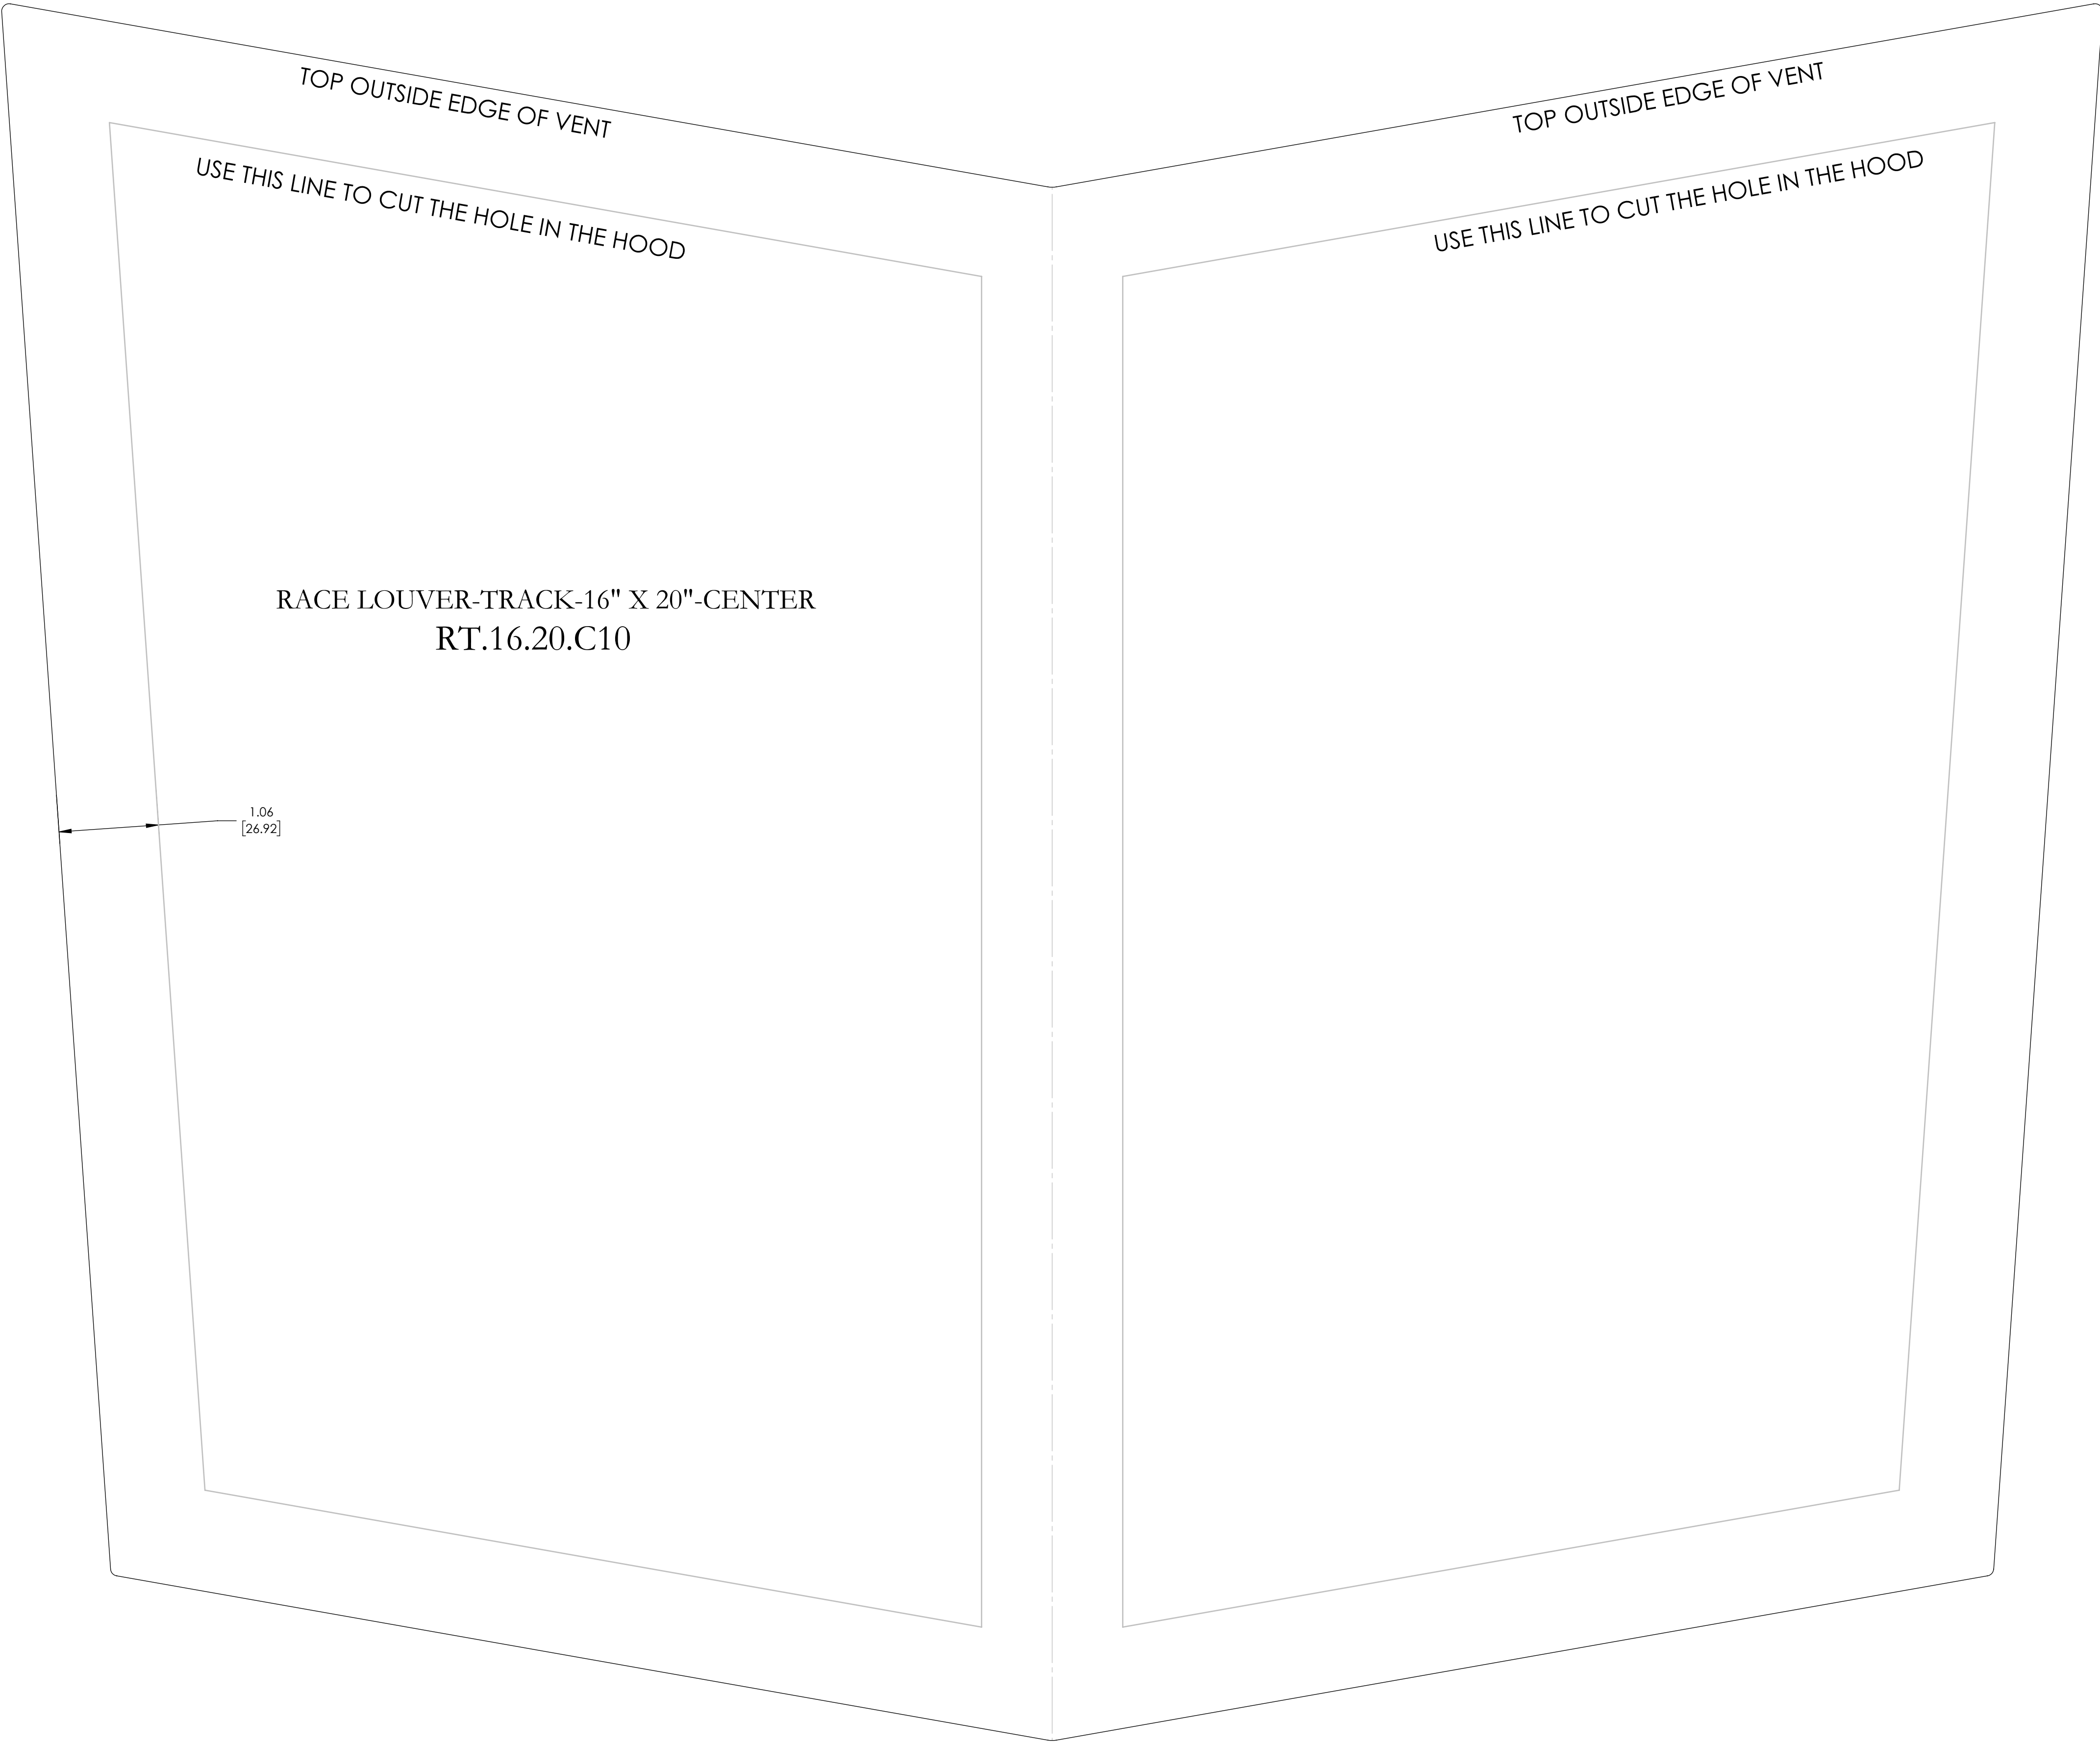 TOP OUTSIDE EDGE OF VENT
TOP OUTSIDE EDGE OF VENT
USE THIS LINE TO CUT THE HOLE IN THE HOOD
USE THIS LINE TO CUT THE HOLE IN THE HOOD
RACE LOUVER-TRACK-16" X 20"-CENTER
RT.16.20.C10
1.06
[26.92]